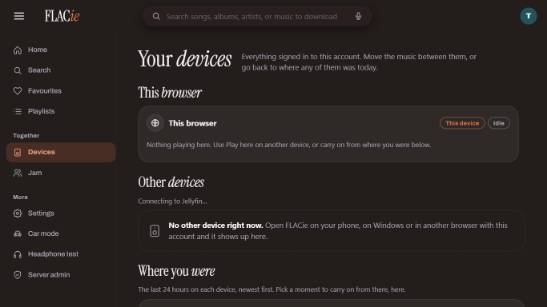 FLACie
Search songs, albums, artists, or music to download
T
Home
Search
Favourites
Playlists
Together
Devices
Jam
More
Settings
Car mode
Headphone test
Server admin
Your devices
Everything signed in to this account. Move the music between them, or
go back to where any of them was today.
This browser
This browser
This device
Idle
Nothing playing here. Use Play here on another device, or carry on from where you were below.
Other devices
Connecting to Jellyfin...
No other device right now. Open FLACie on your phone, on Windows or in another browser with this
account and it shows up here.
Where you were
The last 24 hours on each device, newest first. Pick a moment to carry on from there, here.